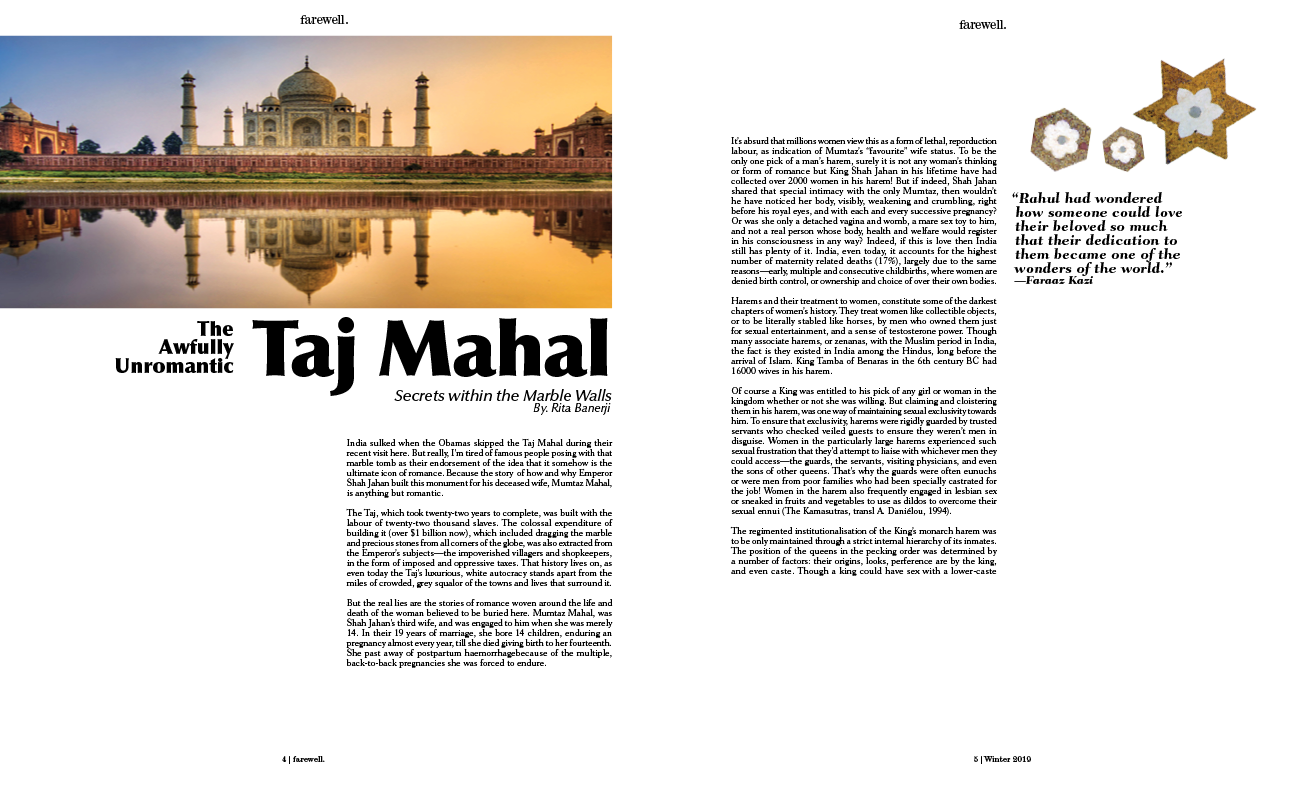 farewell.
The
Awfully
Unromantic
Taj Mahal
Secrets within the Marble Walls
By. Rita Banerji
India sulked when the Obamas skipped the Taj Mahal during their
recent visit here. But really, I'm tired of famous people posing with that
marble tomb as their endorsement of the idea that it somehow is the
ultimate icon of romance. Because the story of how and why Emperor
Shah Jahan built this monument for his deceased wife, Mumtaz Mahal,
is anything but romantic.
The Taj, which took twenty-two years to complete, was built with the
labour of twenty-two thousand slaves. The colossal expenditure of
building it (over $1 billion now), which included dragging the marble
and precious stones from all corners of the globe, was also extracted from
the Emperor's subjects—the impoverished villagers and shopkeepers,
in the form of imposed and oppressive taxes. That history lives on, as
even today the Taj's luxurious, white autocracy stands apart from the
miles of crowded, grey squalor of the towns and lives that surround it.
But the real lies are the stories of romance woven around the life and
death of the woman believed to be buried here. Mumtaz Mahal, was
Shah Jahan's third wife, and was engaged to him when she was merely
14. In their 19 years of marriage, she bore 14 children, enduring an
pregnancy almost every year, till she died giving birth to her fourteenth.
She past away of postpartum haemorrhagebecause of the multiple,
back-to-back pregnancies she was forced to endure.
4 | farewell.
farewell.
It's absurd that millions women view this as a form of lethal, reporduction
labour, as indication of Mumtaz's “favourite” wife status. To be the
only one pick of a man's harem, surely it is not any woman's thinking
or form of romance but King Shah Jahan in his lifetime have had
collected over 2000 women in his harem! But if indeed, Shah Jahan
shared that special intimacy with the only Mumtaz, then wouldn't
he have noticed her body, visibly, weakening and crumbling, right
before his royal eyes, and with each and every successive pregnancy?
Or was she only a detached vagina and womb, a mare sex toy to him,
and not a real person whose body, health and welfare would register
in his consciousness in any way? Indeed, if this is love then India
still has plenty of it. India, even today, it accounts for the highest
number of maternity related deaths (17%), largely due to the same
reasons—early, multiple and consecutive childbirths, where women are
denied birth control, or ownership and choice of over their own bodies.
Harems and their treatment to women, constitute some of the darkest
chapters of women's history. They treat women like collectible objects,
or to be literally stabled like horses, by men who owned them just
for sexual entertainment, and a sense of testosterone power. Though
many associate harems, or zenanas, with the Muslim period in India,
the fact is they existed in India among the Hindus, long before the
arrival of Islam. King Tamba of Benaras in the 6th century BC had
16000 wives in his harem.
Of course a King was entitled to his pick of any girl or woman in the
kingdom whether or not she was willing. But claiming and cloistering
them in his harem, was one way of maintaining sexual exclusivity towards
him. To ensure that exclusivity, harems were rigidly guarded by trusted
servants who checked veiled guests to ensure they weren't men in
disguise. Women in the particularly large harems experienced such
sexual frustration that they'd attempt to liaise with whichever men they
could access—the guards, the servants, visiting physicians, and even
the sons of other queens. That's why the guards were often eunuchs
or were men from poor families who had been specially castrated for
the job! Women in the harem also frequently engaged in lesbian sex
or sneaked in fruits and vegetables to use as dildos to overcome their
sexual ennui (The Kamasutras, transl A. Daniélou, 1994).
The regimented institutionalisation of the King's monarch harem was
to be only maintained through a strict internal hierarchy of its inmates.
The position of the queens in the pecking order was determined by
a number of factors: their origins, looks, perference are by the king,
and even caste. Though a king could have sex with a lower-caste
“Rahul had wondered
how someone could love
their beloved so much
that their dedication to
them became one of the
wonders of the world.”
—Faraaz Kazi
5 | Winter 2019